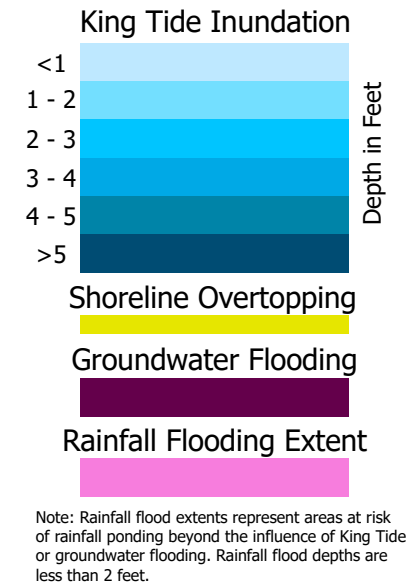 King Tide Inundation
<1
1 - 2
2 - 3
3 - 4
4 - 5
>5
Depth in Feet
Shoreline Overtopping
Groundwater Flooding
Rainfall Flooding Extent
Note: Rainfall flood extents represent areas at risk
of rainfall ponding beyond the influence of King Tide
or groundwater flooding. Rainfall flood depths are
less than 2 feet.